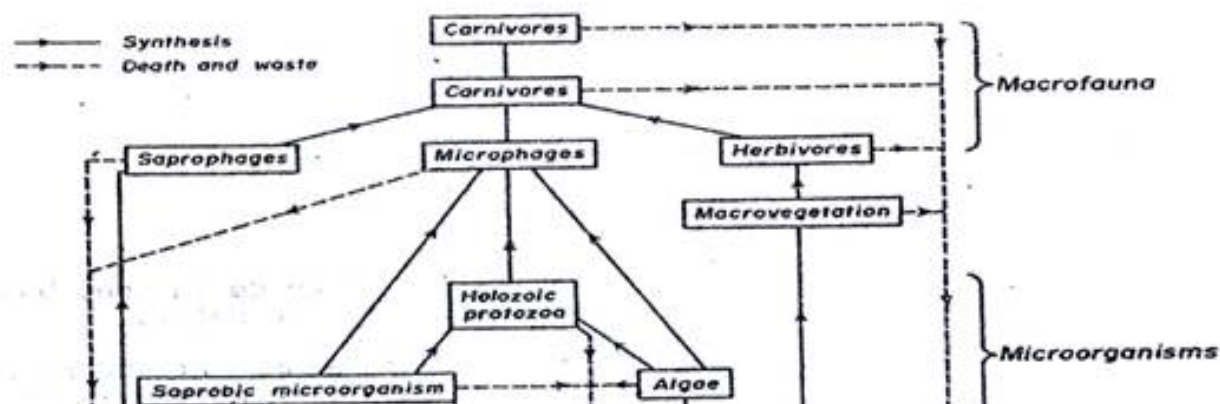 Carnivores
Synthesis
Death and waste
Carnivores
Macrofauna
Saprophages
Microphages
Herbivores
Macrovegetation
Holozoic
protozoa
Microorganisms
Saprobic microorganism
Algae